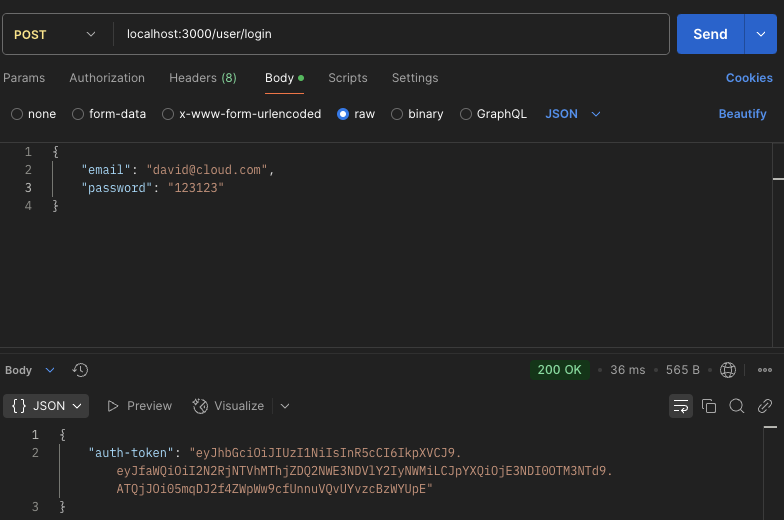 POST localhost:3000/user/login Send
Params Authorization Headers (8) Body Scripts Settings Cookies
none form-data x-www-form-urlencoded raw binary GraphQL JSON Beautify
1 {
2 "email": "david@cloud.com",
3 "password": "123123"
4 }
Body 200 OK • 36 ms • 565 B •
{} JSON Preview Visualize
1 {
2 "auth-token": "eyJhbGciOiJIUzI1NiIsInR5cCI6IkpXVCJ9.
eyJfaWQiOiI2N2RjNTVhMThjZDQ2NWE3NDVlY2IyNWMiLCJpYXQiOjE3NDI0OTM3NTd9.
ATQjJOi05mqDJ2f4ZWpWw9cfUnnuVQvUYvzcBzWYUpE"
3 }